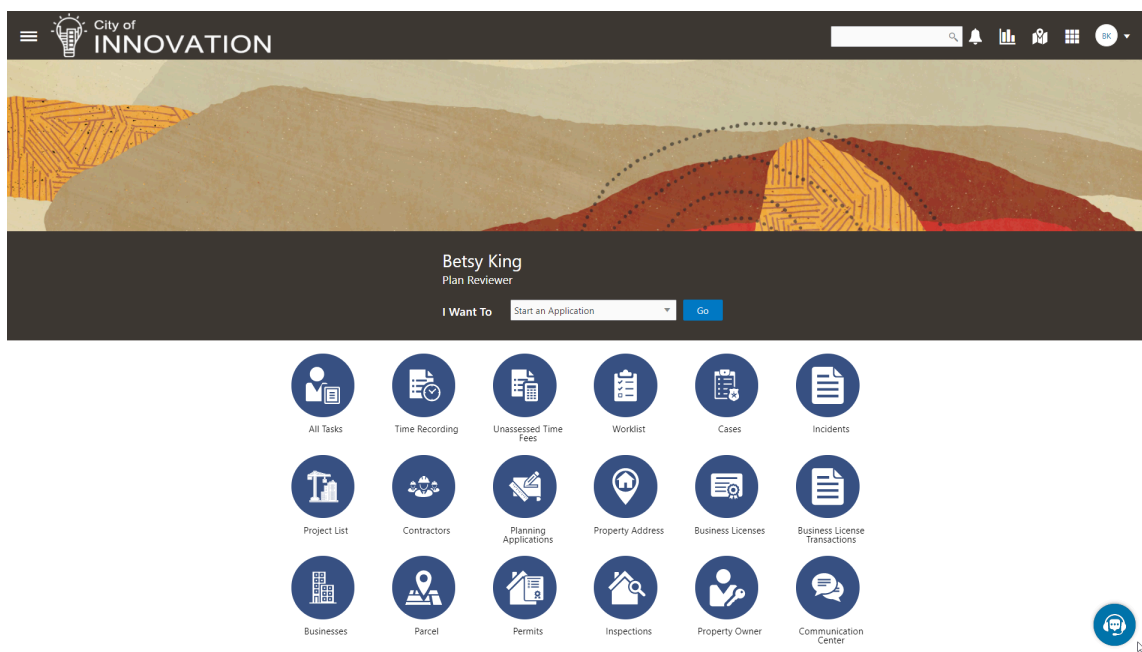 City of
INNOVATION
BK
Betsy King
Plan Reviewer
I Want To
Start an Application
Go
All Tasks
Time Recording
Unassessed Time
Fees
Worklist
Cases
Incidents
Project List
Contractors
Planning
Applications
Property Address
Business Licenses
Business License
Transactions
Businesses
Parcel
Permits
Inspections
Property Owner
Communication
Center